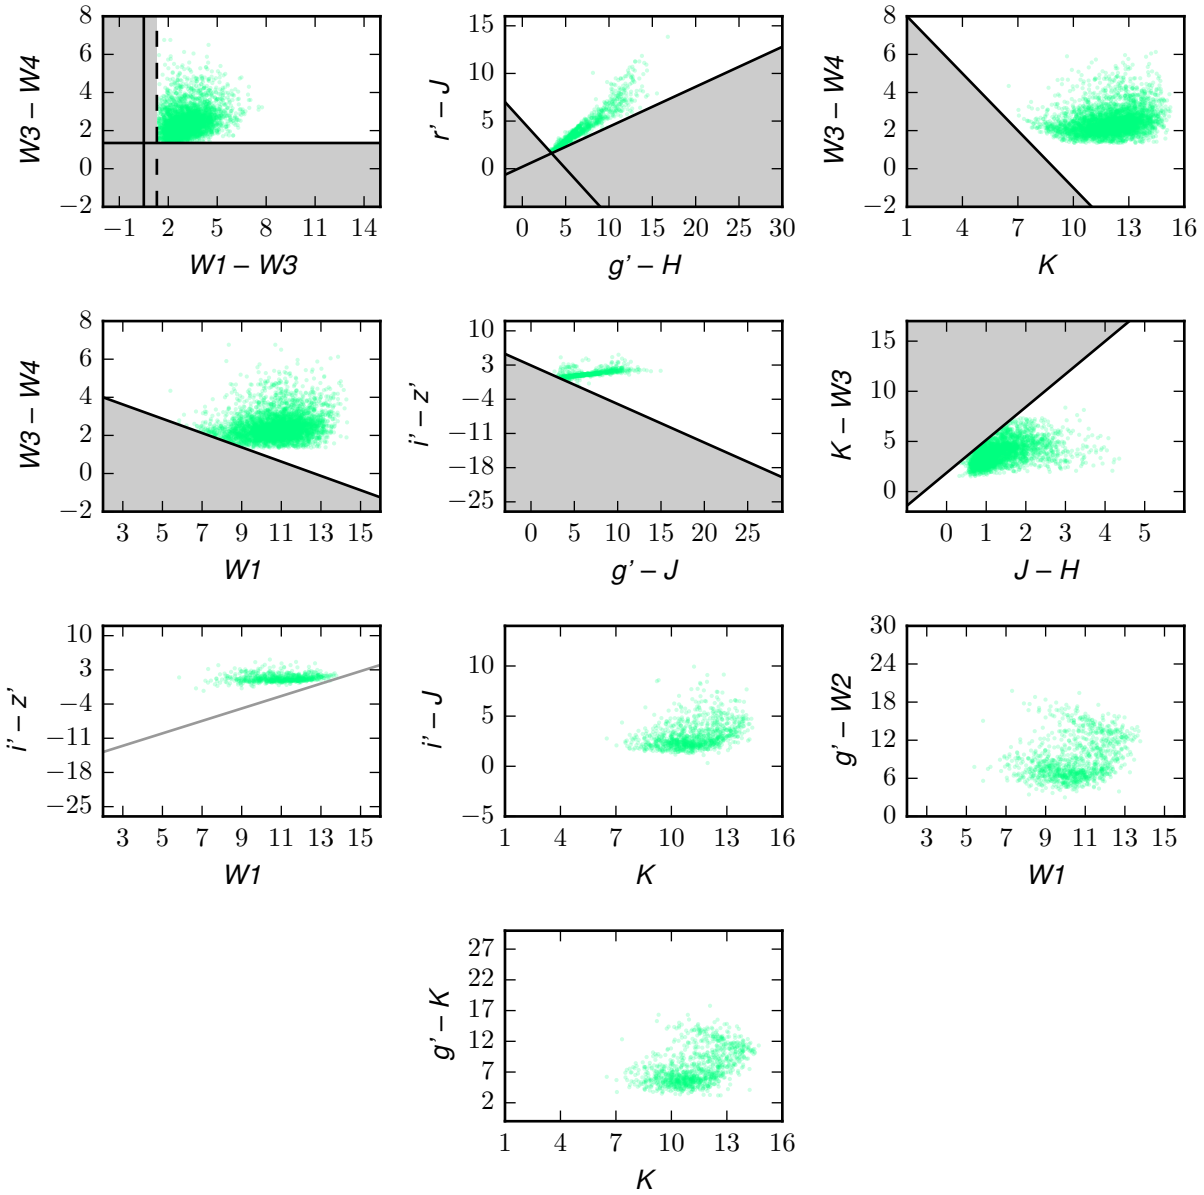 8
6
4
2
0
−2
W3 – W4
−1 2 5 8 11 14
W1 – W3
15
10
5
0
r’ – J
0 5 10 15 20 25 30
g’ – H
8
6
4
2
0
−2
W3 – W4
1 4 7 10 13 16
K
8
6
4
2
0
−2
W3 – W4
3 5 7 9 11 13 15
W1
10
3
−4
−11
−18
−25
i’ – z’
0 5 10 15 20 25
g’ – J
15
10
5
0
K – W3
0 1 2 3 4 5
J – H
10
3
−4
−11
−18
−25
i’ – z’
3 5 7 9 11 13 15
W1
10
5
0
−5
i’ – J
1 4 7 10 13 16
K
30
24
18
12
6
0
g’ – W2
3 5 7 9 11 13 15
W1
27
22
17
12
7
2
g’ – K
1 4 7 10 13 16
K